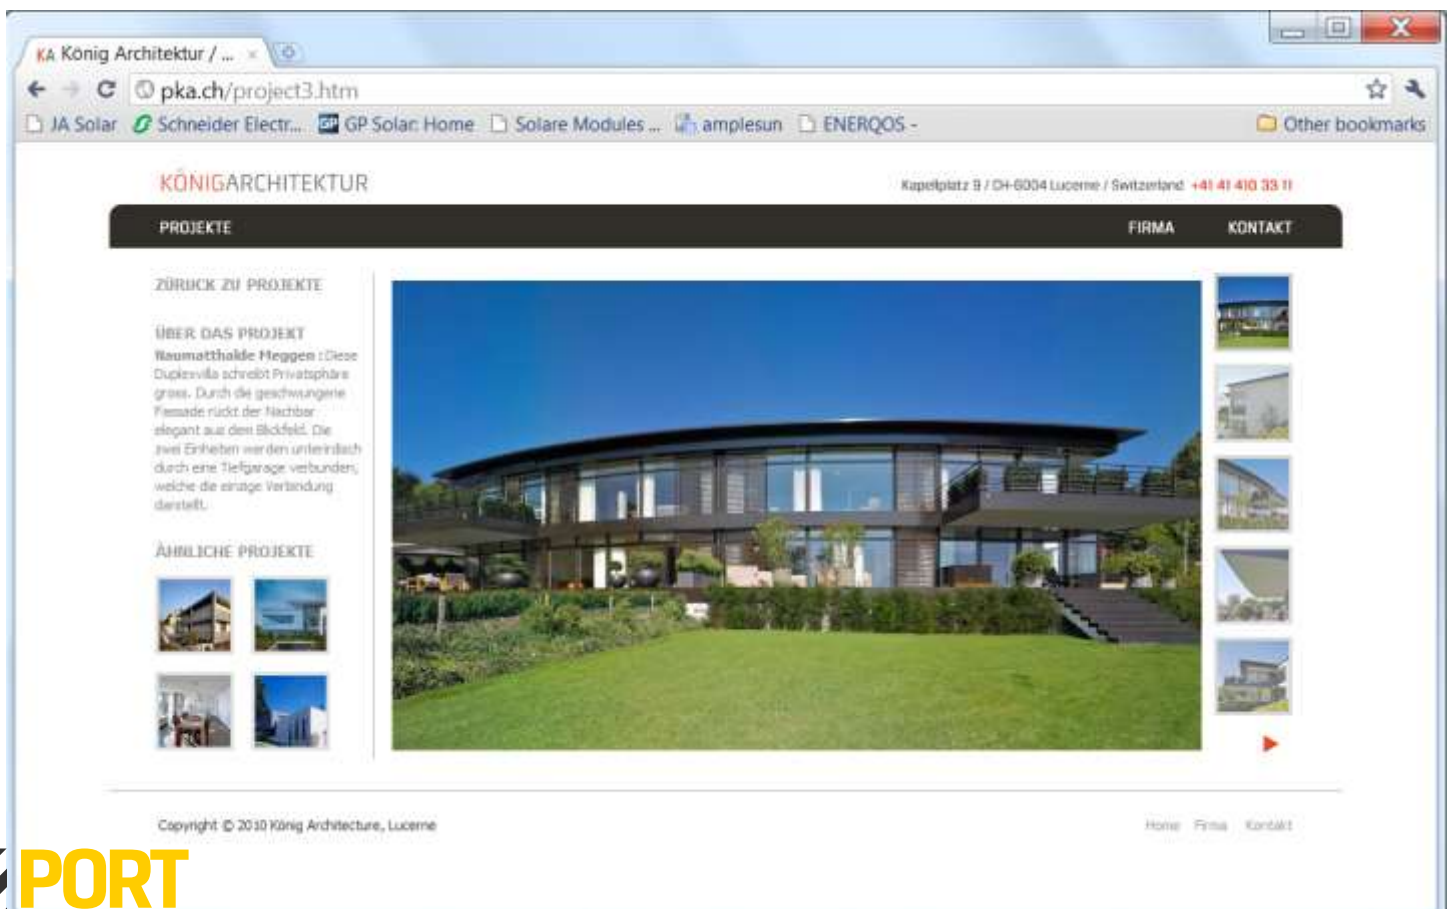 KA König Architektur / ...
pka.ch/project3.htm
JA Solar Schneider Electr... GP Solar: Home Solare Modules ... amplesun ENERQOS - Other bookmarks
KÖNIGARCHITEKTUR
Kapellplatz 9 / CH-6004 Lucerne / Switzerland +41 41 410 33 11
PROJEKTE FIRMA KONTAKT
ZÜRUCK ZU PROJEKTE
ÜBER DAS PROJEKT
Naumatthalde Meggen : Diese
Duplexvilla schreibt Privatsphäre
gross. Durch die geschwungene
Fassade rückt der Nachbar
elegant aus dem Blickfeld. Die
zwei Einheiten werden unterirdisch
durch eine Tiefgarage verbunden,
welche die einzige Verbindung
darstellt.
ÄHNLICHE PROJEKTE
Copyright © 2010 König Architecture, Lucerne
Home Firma Kontakt
PORT